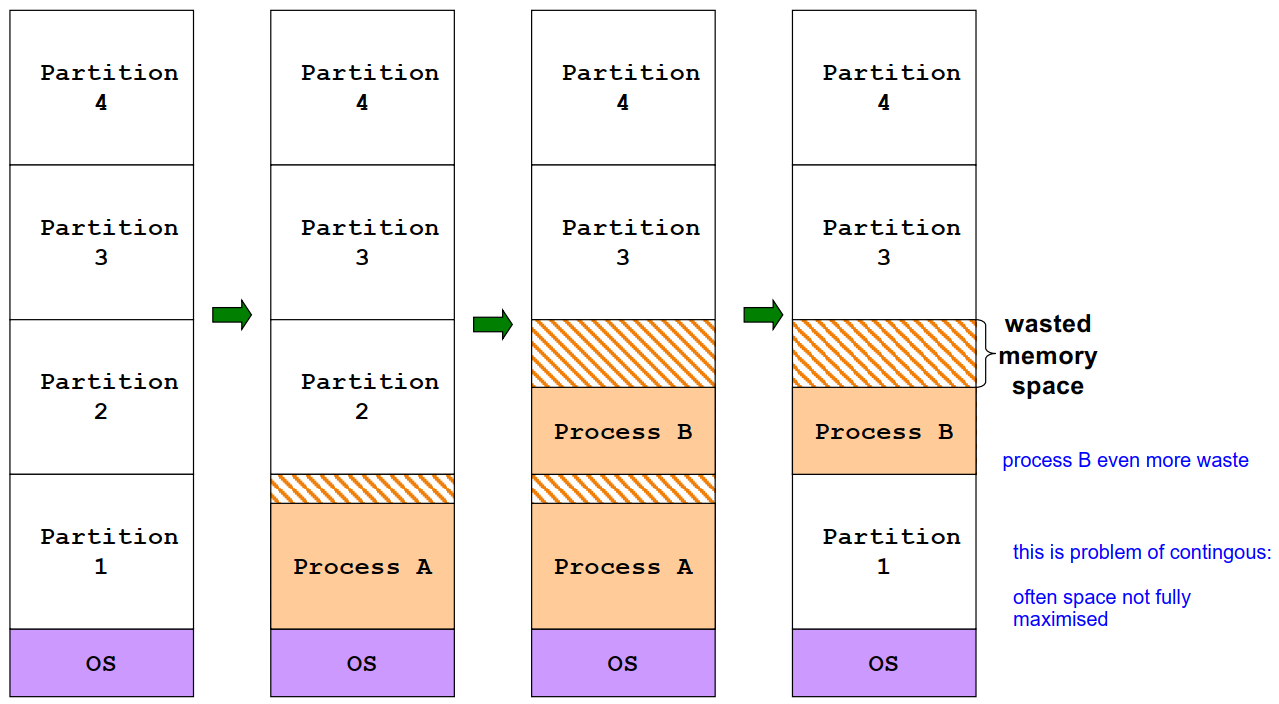 Partition
4
Partition
3
Partition
2
Partition
1
OS
Partition
4
Partition
3
Partition
2
Process A
OS
Partition
4
Partition
3
Process B
Process A
OS
Partition
4
Partition
3
Process B
Partition
1
OS
wasted
memory
space
process B even more waste
this is problem of contingous:
often space not fully
maximised